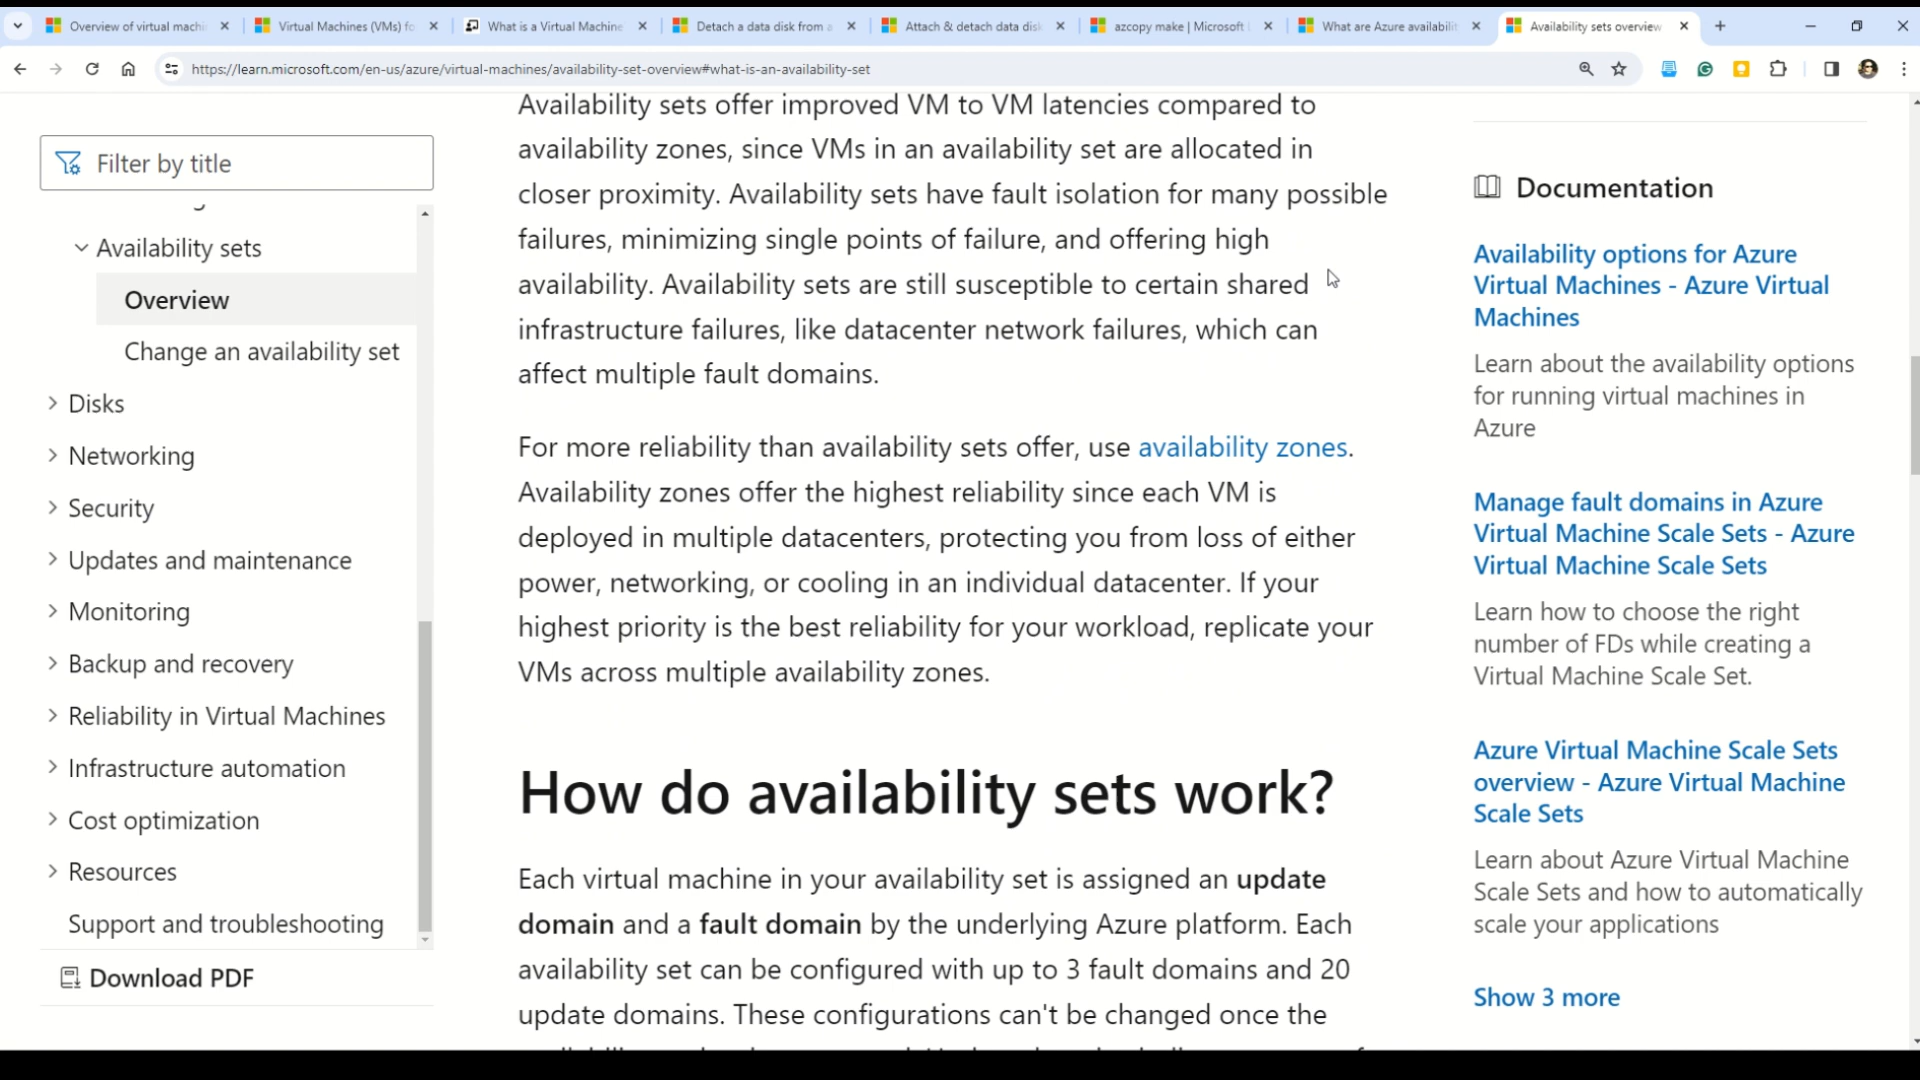 Overview of virtual machi
Virtual Machines (VMs) fo
What is a Virtual Machine
Detach a data disk from a
Attach & detach data disk
azcopy make | Microsoft L
What are Azure availabilit
Availability sets overview
https://learn.microsoft.com/en-us/azure/virtual-machines/availability-set-overview#what-is-an-availability-set
Filter by title
Availability sets
Overview
Change an availability set
Disks
Networking
Security
Updates and maintenance
Monitoring
Backup and recovery
Reliability in Virtual Machines
Infrastructure automation
Cost optimization
Resources
Support and troubleshooting
Download PDF
Availability sets offer improved VM to VM latencies compared to
availability zones, since VMs in an availability set are allocated in
closer proximity. Availability sets have fault isolation for many possible
failures, minimizing single points of failure, and offering high
availability. Availability sets are still susceptible to certain shared
infrastructure failures, like datacenter network failures, which can
affect multiple fault domains.
For more reliability than availability sets offer, use availability zones.
Availability zones offer the highest reliability since each VM is
deployed in multiple datacenters, protecting you from loss of either
power, networking, or cooling in an individual datacenter. If your
highest priority is the best reliability for your workload, replicate your
VMs across multiple availability zones.
How do availability sets work?
Each virtual machine in your availability set is assigned an update
domain and a fault domain by the underlying Azure platform. Each
availability set can be configured with up to 3 fault domains and 20
update domains. These configurations can't be changed once the
Documentation
Availability options for Azure
Virtual Machines - Azure Virtual
Machines
Learn about the availability options
for running virtual machines in
Azure
Manage fault domains in Azure
Virtual Machine Scale Sets - Azure
Virtual Machine Scale Sets
Learn how to choose the right
number of FDs while creating a
Virtual Machine Scale Set.
Azure Virtual Machine Scale Sets
overview - Azure Virtual Machine
Scale Sets
Learn about Azure Virtual Machine
Scale Sets and how to automatically
scale your applications
Show 3 more